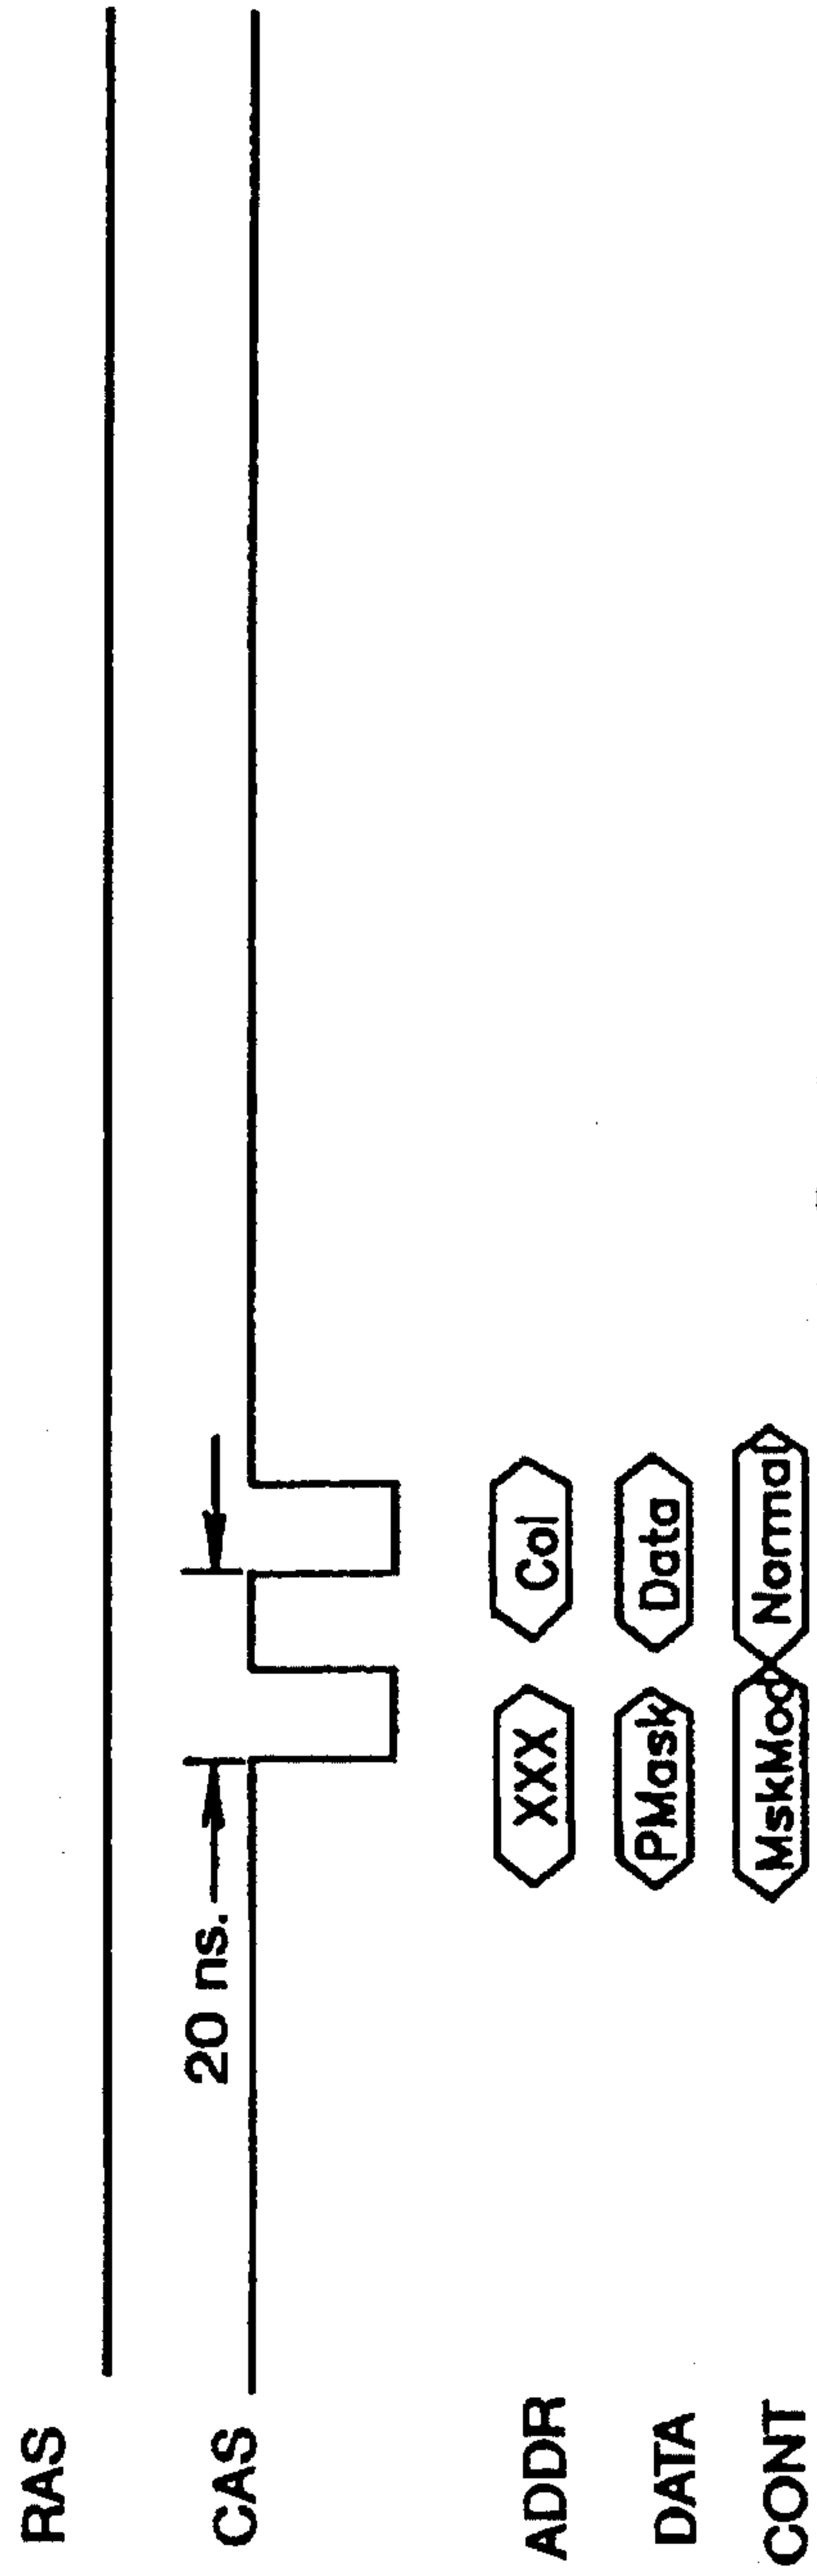 RAS
CAS
20 ns.
ADDR XXX Col
DATA PMask Data
CONT MskMod Normal